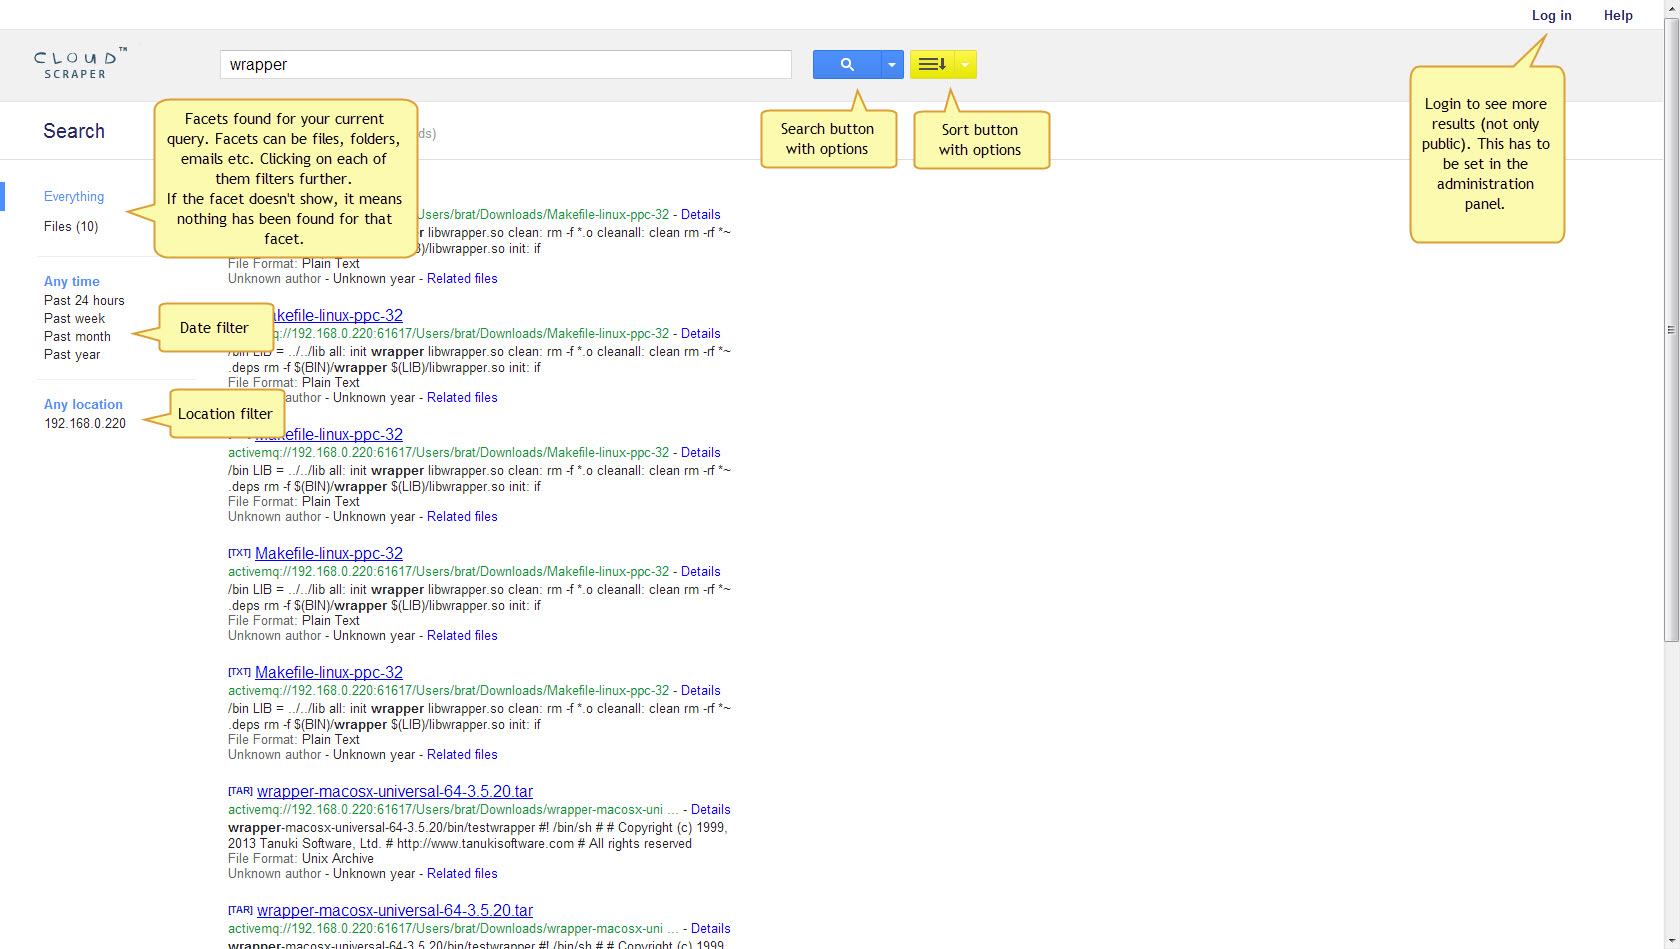 Log in Help
CLOUD™
SCRAPER
wrapper
Search
ds)
Facets found for your current
query. Facets can be files, folders,
emails etc. Clicking on each of
them filters further.
If the facet doesn't show, it means
nothing has been found for that
facet.
Search button
with options
Sort button
with options
Login to see more
results (not only
public). This has to
be set in the
administration
panel.
Everything
Files (10)
Any time
Past 24 hours
Past week
Past month
Past year
Date filter
Any location
192.168.0.220
Location filter
Users/brat/Downloads/Makefile-linux-ppc-32 - Details
er libwrapper.so clean: rm -f *.o cleanall: clean rm -rf *~
)/libwrapper.so init: if
File Format: Plain Text
Unknown author - Unknown year - Related files
akefile-linux-ppc-32
q://192.168.0.220:61617/Users/brat/Downloads/Makefile-linux-ppc-32 - Details
/bin LIB = ../../lib all: init wrapper libwrapper.so clean: rm -f *.o cleanall: clean rm -rf *~
.deps rm -f $(BIN)/wrapper $(LIB)/libwrapper.so init: if
File Format: Plain Text
author - Unknown year - Related files
Makefile-linux-ppc-32
activemq://192.168.0.220:61617/Users/brat/Downloads/Makefile-linux-ppc-32 - Details
/bin LIB = ../../lib all: init wrapper libwrapper.so clean: rm -f *.o cleanall: clean rm -rf *~
.deps rm -f $(BIN)/wrapper $(LIB)/libwrapper.so init: if
File Format: Plain Text
Unknown author - Unknown year - Related files
[TXT] Makefile-linux-ppc-32
activemq://192.168.0.220:61617/Users/brat/Downloads/Makefile-linux-ppc-32 - Details
/bin LIB = ../../lib all: init wrapper libwrapper.so clean: rm -f *.o cleanall: clean rm -rf *~
.deps rm -f $(BIN)/wrapper $(LIB)/libwrapper.so init: if
File Format: Plain Text
Unknown author - Unknown year - Related files
[TXT] Makefile-linux-ppc-32
activemq://192.168.0.220:61617/Users/brat/Downloads/Makefile-linux-ppc-32 - Details
/bin LIB = ../../lib all: init wrapper libwrapper.so clean: rm -f *.o cleanall: clean rm -rf *~
.deps rm -f $(BIN)/wrapper $(LIB)/libwrapper.so init: if
File Format: Plain Text
Unknown author - Unknown year - Related files
[TAR] wrapper-macosx-universal-64-3.5.20.tar
activemq://192.168.0.220:61617/Users/brat/Downloads/wrapper-macosx-uni ... - Details
wrapper-macosx-universal-64-3.5.20/bin/testwrapper #! /bin/sh # # Copyright (c) 1999,
2013 Tanuki Software, Ltd. # http://www.tanukisoftware.com # All rights reserved
File Format: Unix Archive
Unknown author - Unknown year - Related files
[TAR] wrapper-macosx-universal-64-3.5.20.tar
activemq://192.168.0.220:61617/Users/brat/Downloads/wrapper-macosx-uni ... - Details
wrapper-macosx-universal-64-3.5.20/bin/testwrapper #! /bin/sh # # Copyright (c) 1999,